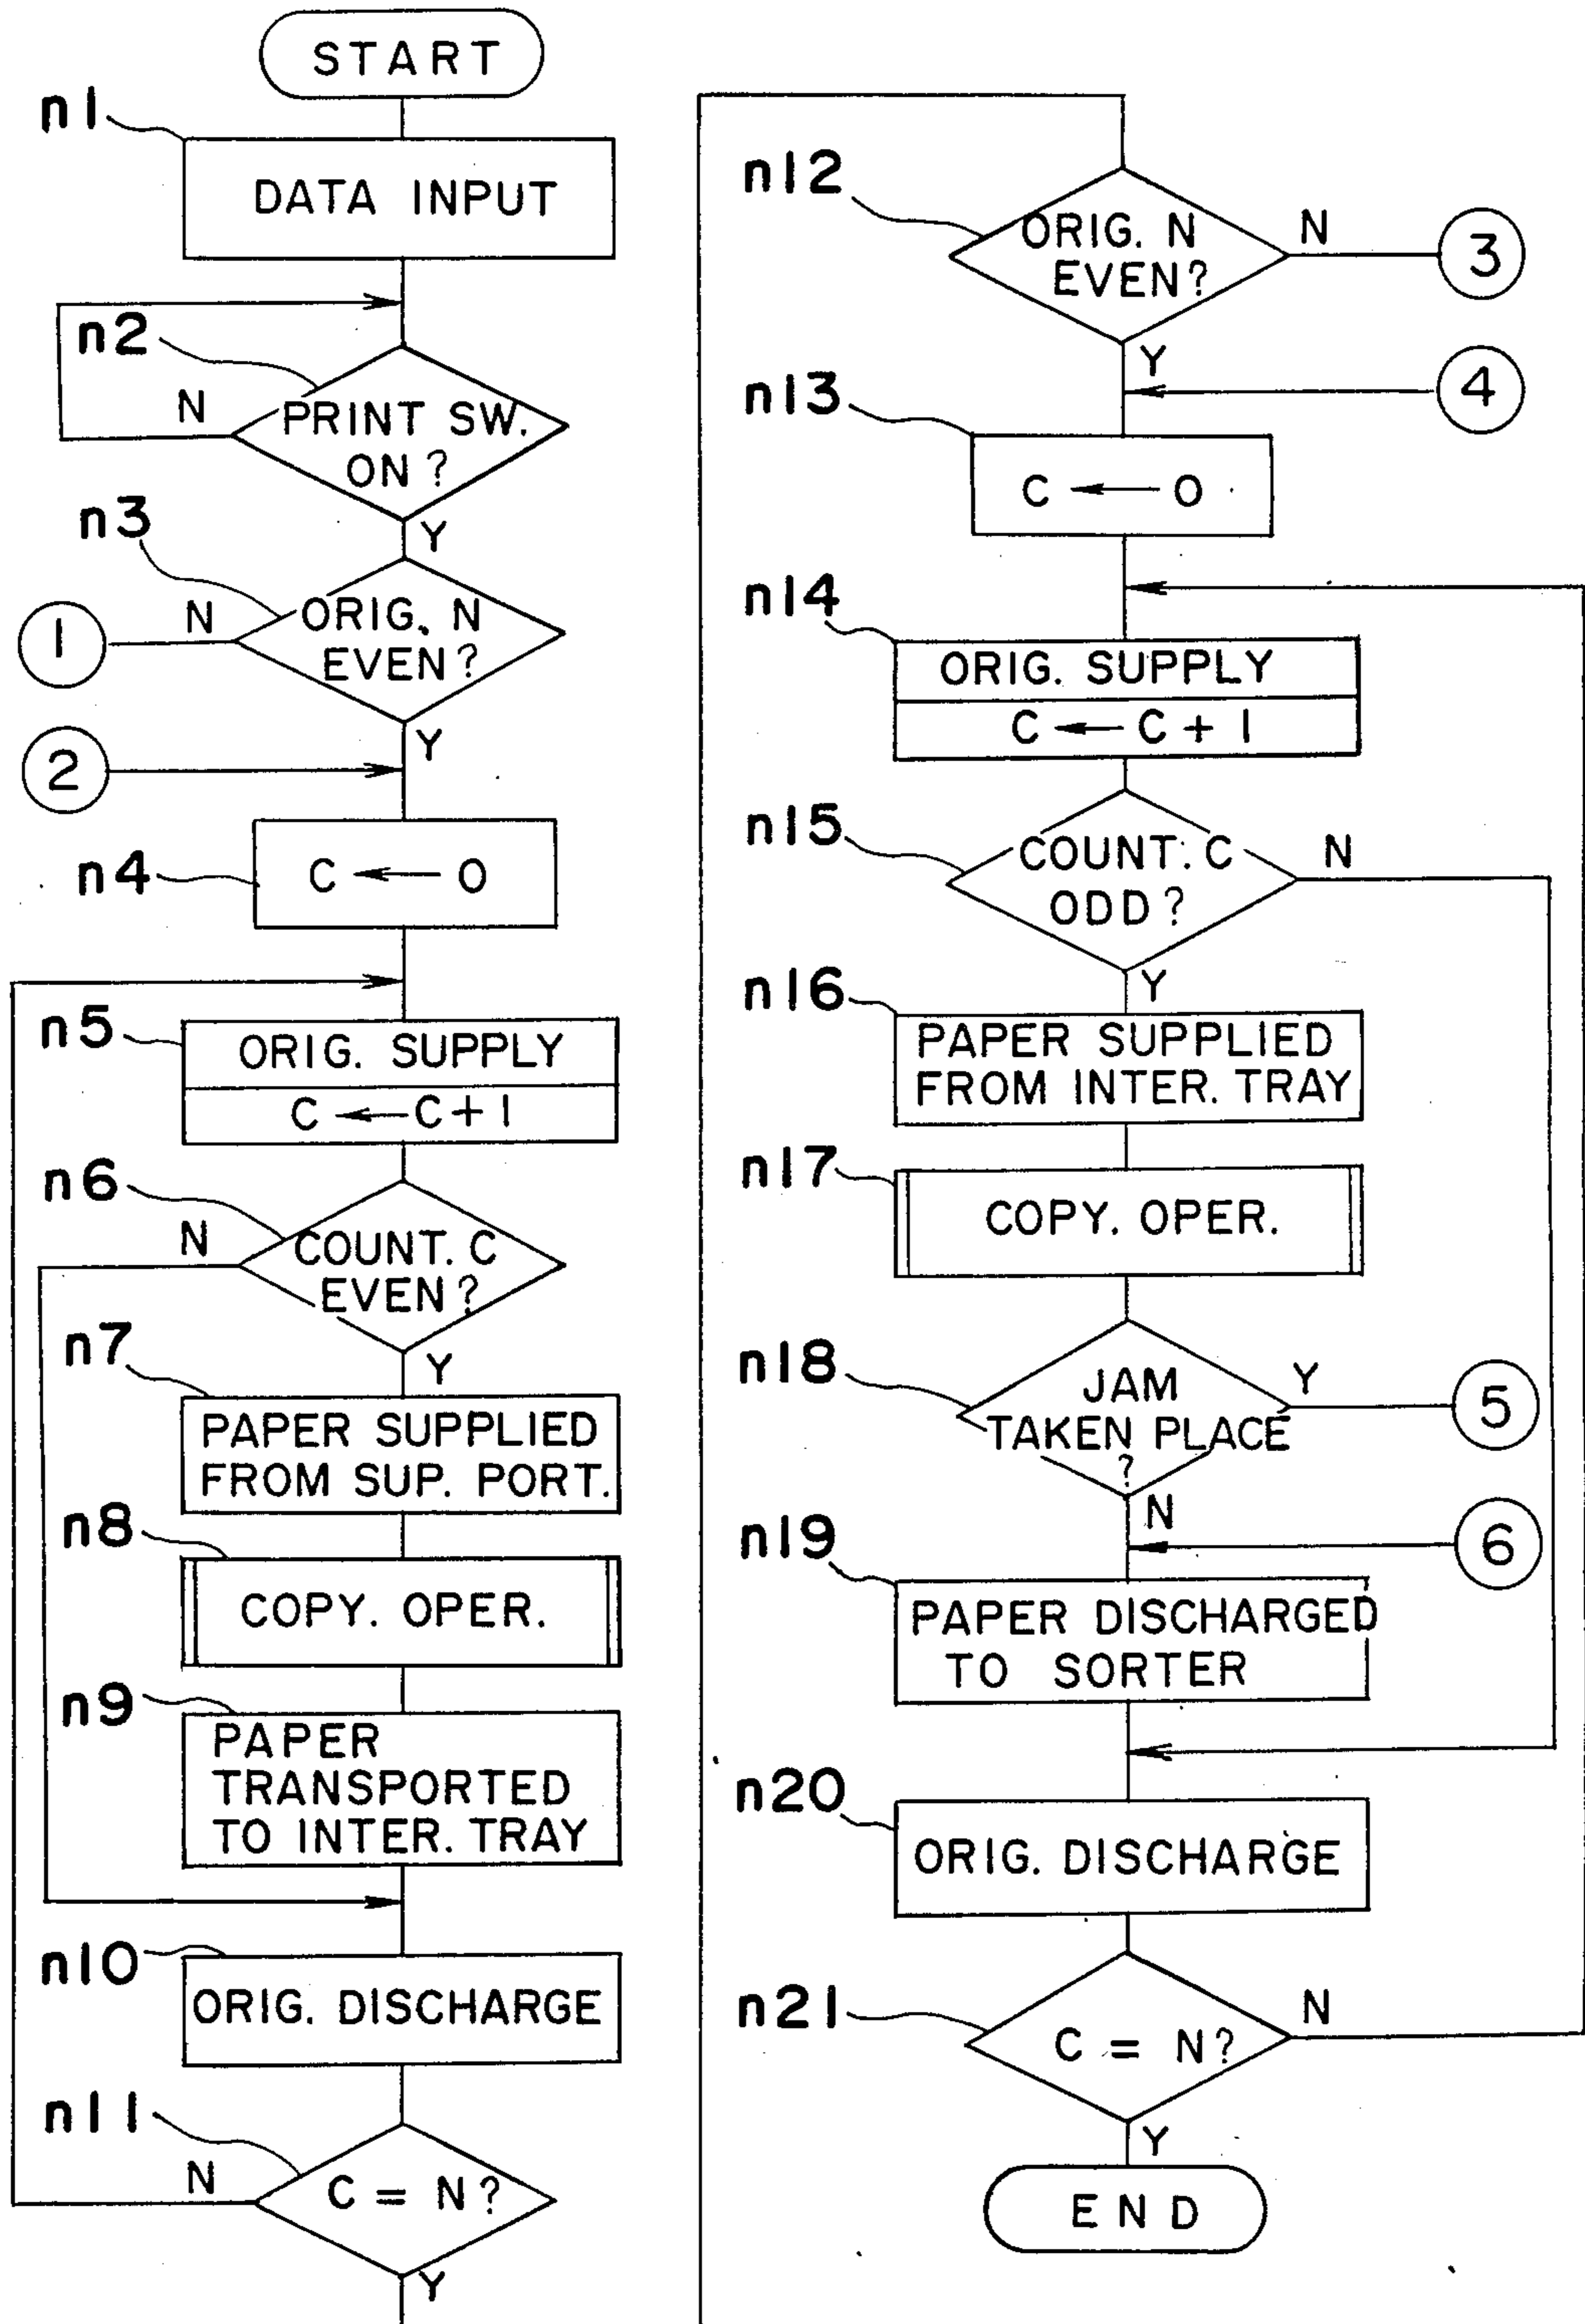 START
n1
DATA INPUT
n2
N
PRINT SW.
ON?
Y
n3
1
N
ORIG. N
EVEN?
Y
2
n4
C ← O
n5
ORIG. SUPPLY
C ← C + 1
n6
N
COUNT. C
EVEN?
Y
n7
PAPER SUPPLIED
FROM SUP. PORT.
n8
COPY. OPER.
n9
PAPER
TRANSPORTED
TO INTER. TRAY
n10
ORIG. DISCHARGE
n11
N
C = N?
Y
n12
ORIG. N
EVEN?
N
3
Y
4
n13
C ← O
n14
ORIG. SUPPLY
C ← C + 1
n15
COUNT. C
ODD?
N
Y
n16
PAPER SUPPLIED
FROM INTER. TRAY
n17
COPY. OPER.
n18
JAM
TAKEN PLACE
?
Y
5
N
6
n19
PAPER DISCHARGED
TO SORTER
n20
ORIG. DISCHARGE
n21
C = N?
N
Y
END